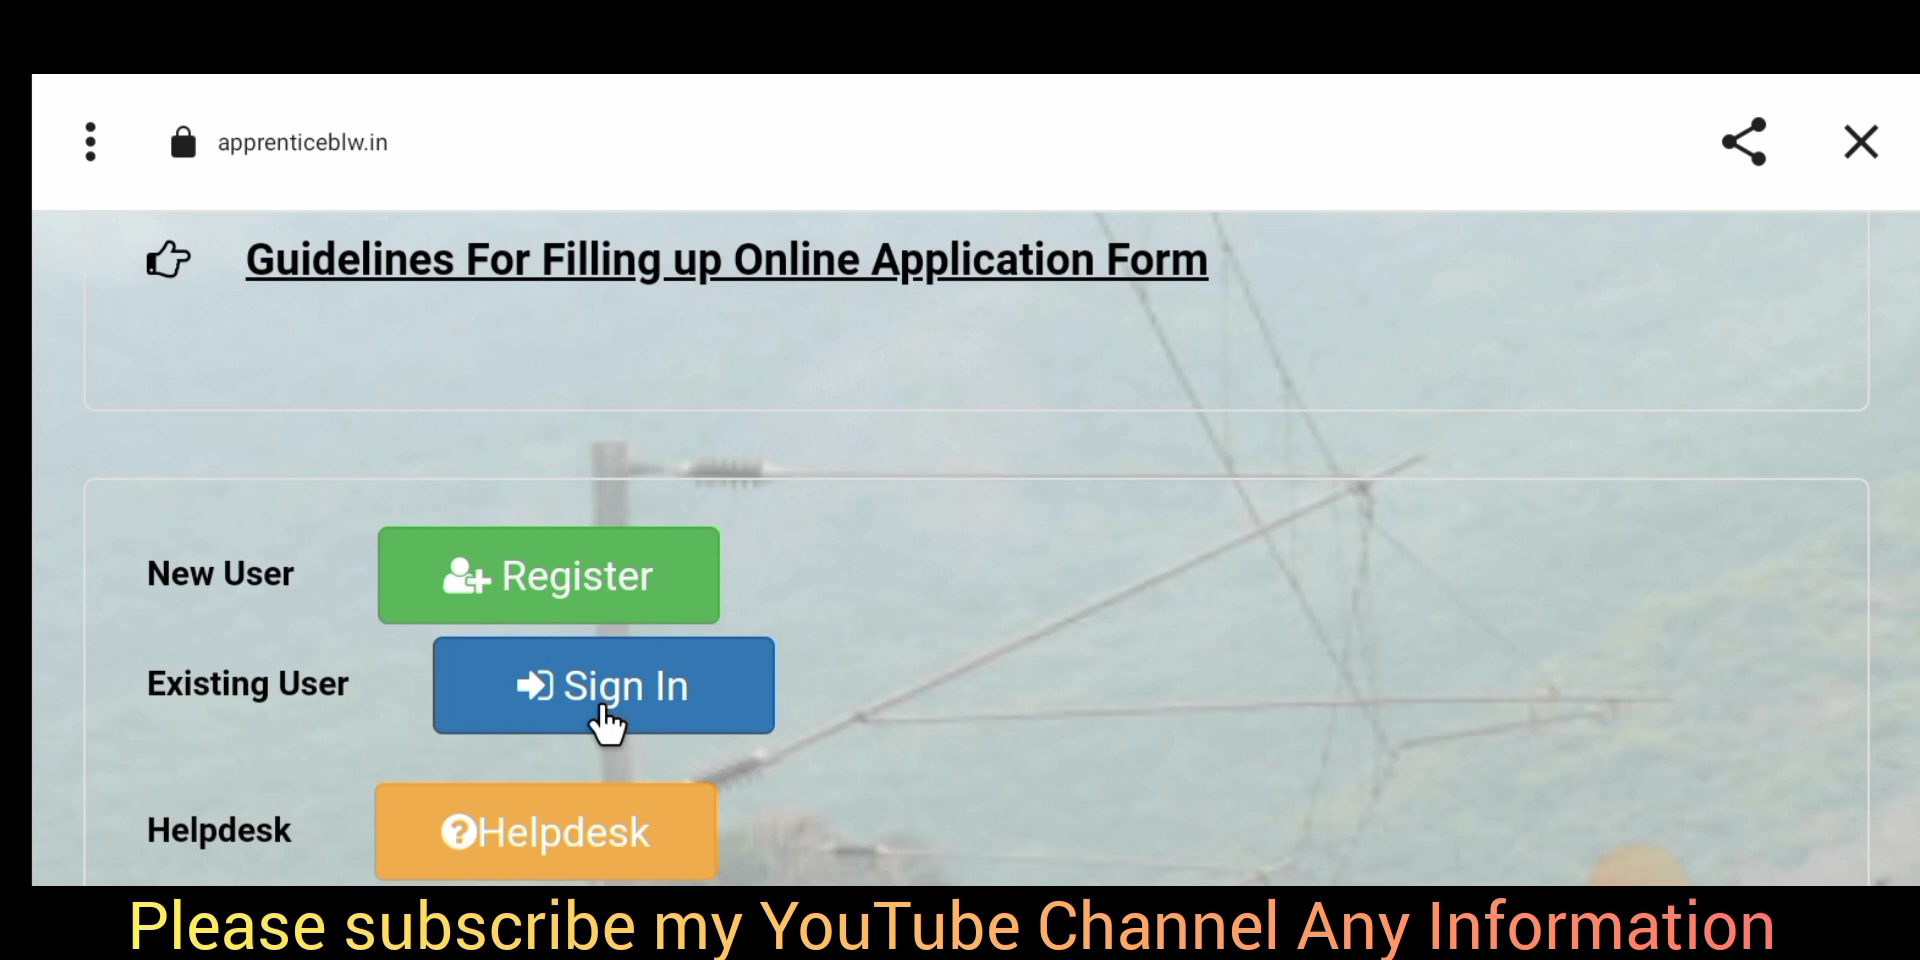 apprenticeblw.in
Guidelines For Filling up Online Application Form
New User Register
Existing User Sign In
Helpdesk Helpdesk
Please subscribe my YouTube Channel Any Information